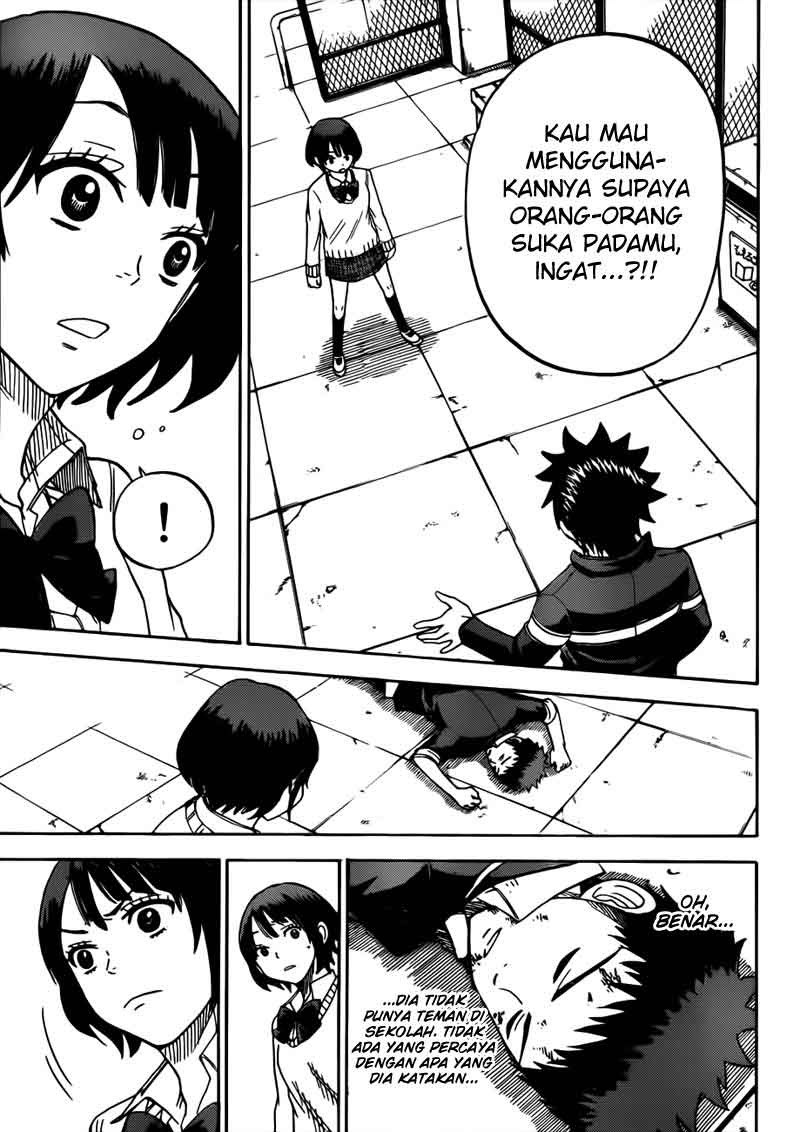 KAU MAU
MENGGUNA-
KANNYA SUPAYA
ORANG-ORANG
SUKA PADAMU,
INGAT...?!!
!
OH,
BENAR...
...DIA TIDAK
PUNYA TEMAN DI
SEKOLAH. TIDAK
ADA YANG PERCAYA
DENGAN APA YANG
DIA KATAKAN...